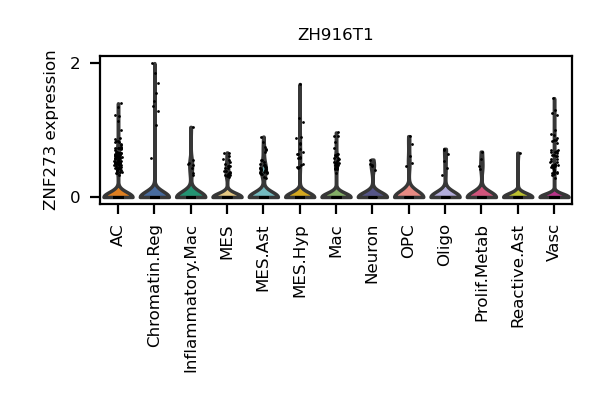 ZH916T1
ZNF273 expression
2
0
AC
Chromatin.Reg
Inflammatory.Mac
MES
MES.Ast
MES.Hyp
Mac
Neuron
OPC
Oligo
Prolif.Metab
Reactive.Ast
Vasc